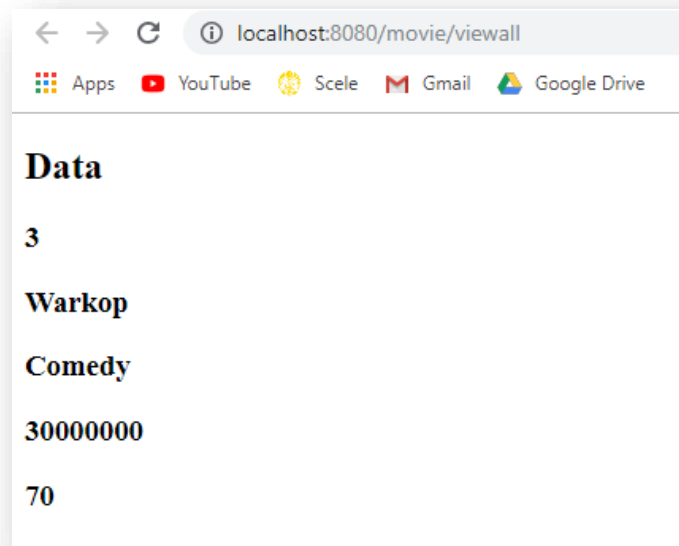 localhost:8080/movie/viewall
Apps YouTube Scele Gmail Google Drive
Data
3
Warkop
Comedy
30000000
70